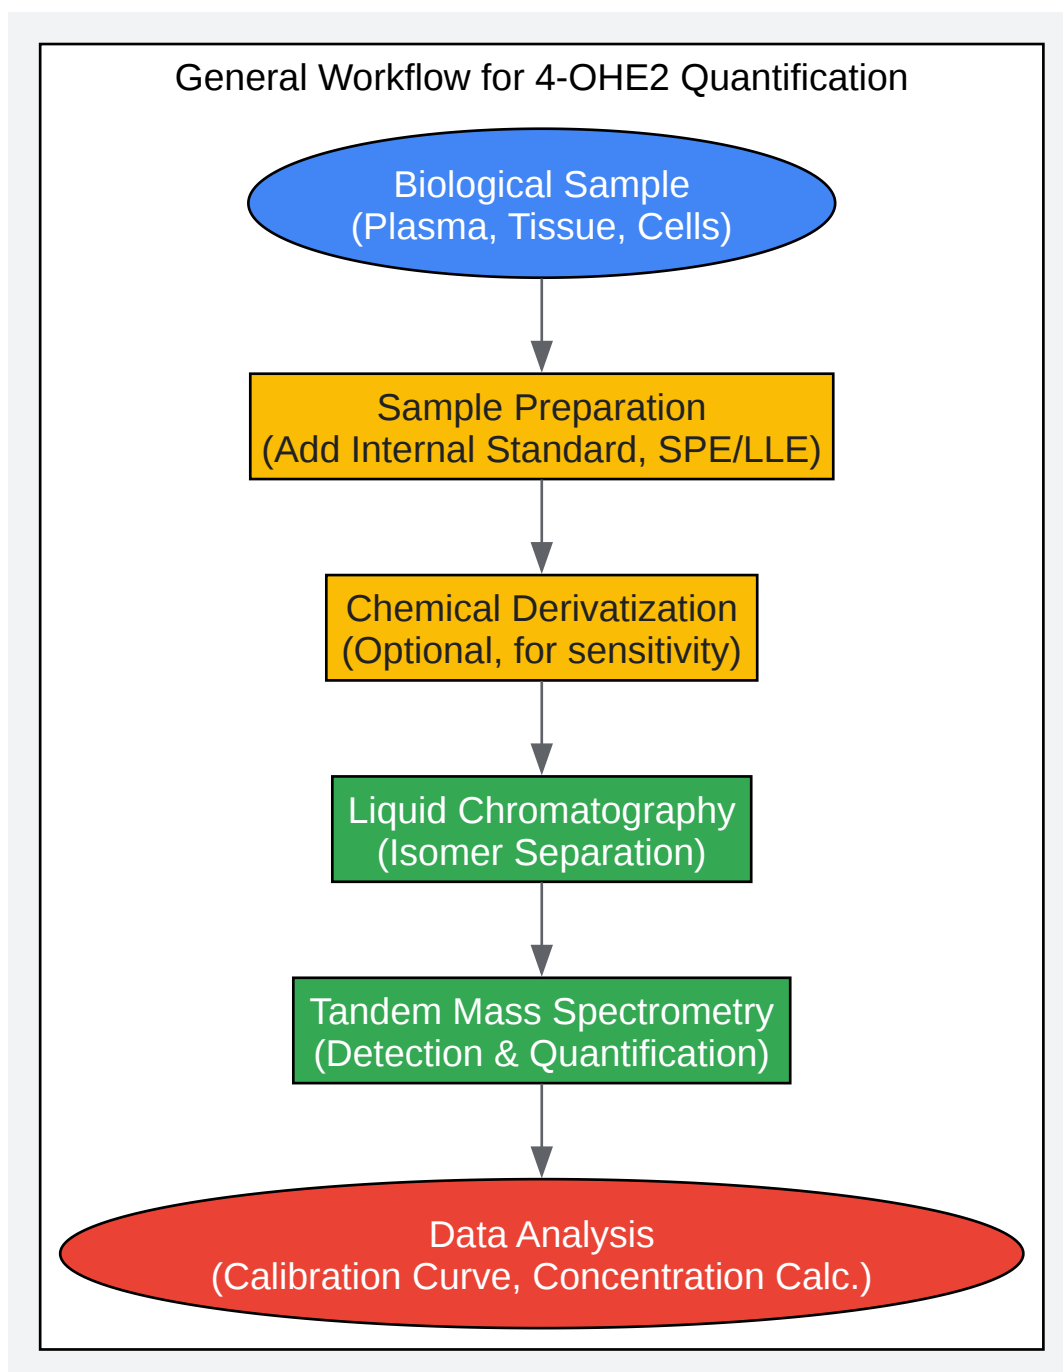 General Workflow for 4-OHE2 Quantification
Biological Sample
(Plasma, Tissue, Cells)
Sample Preparation
(Add Internal Standard, SPE/LLE)
Chemical Derivatization
(Optional, for sensitivity)
Liquid Chromatography
(Isomer Separation)
Tandem Mass Spectrometry
(Detection & Quantification)
Data Analysis
(Calibration Curve, Concentration Calc.)